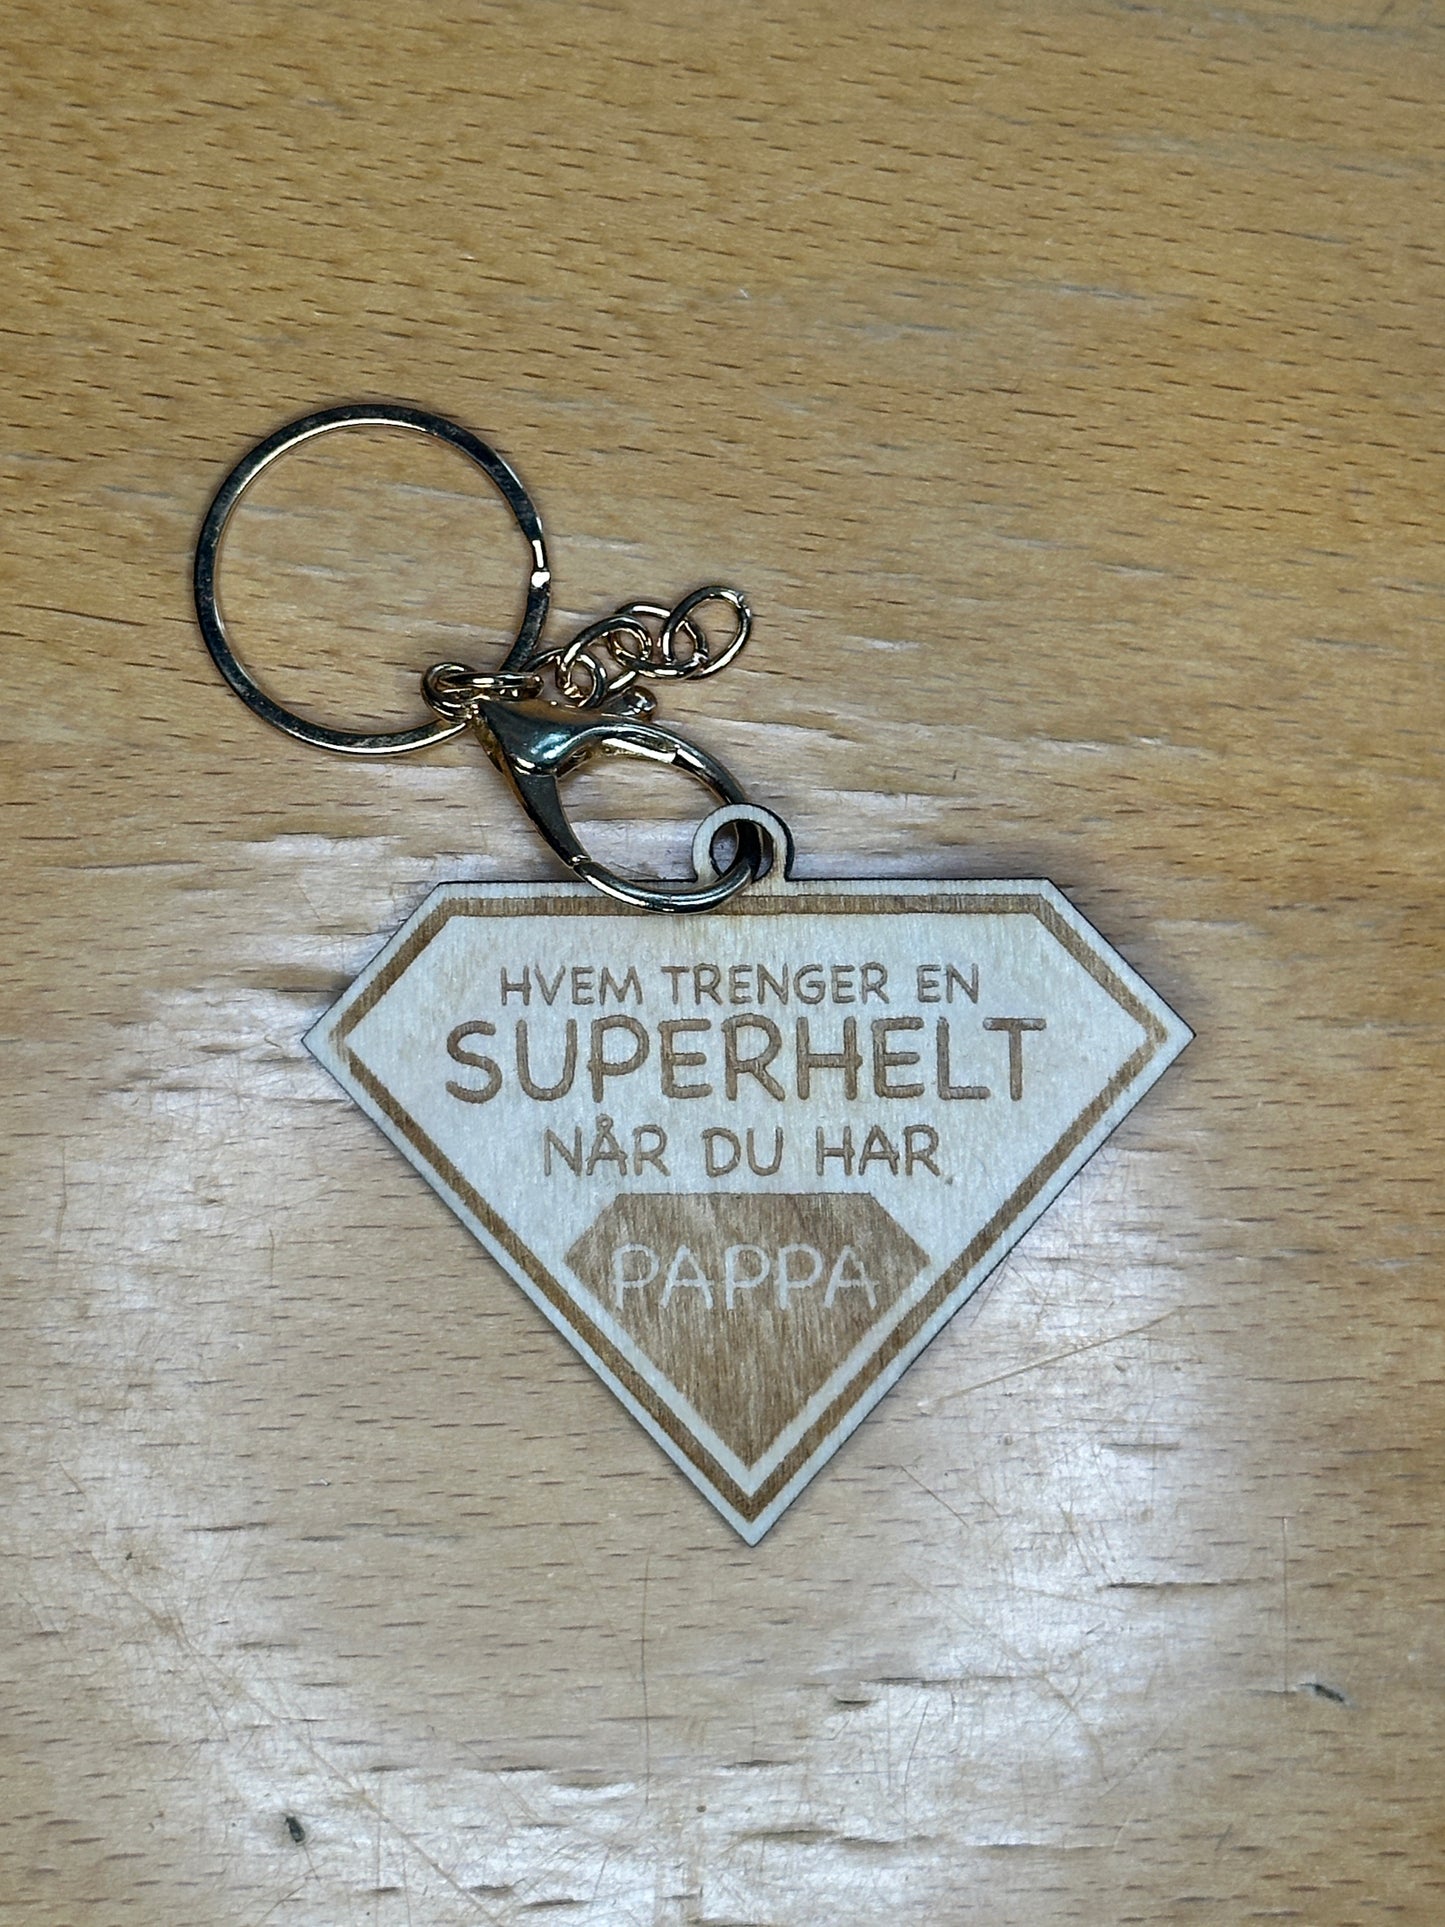 HVEM TRENGER EN
SUPERHELT
NÅR DU HAR
PAPPA